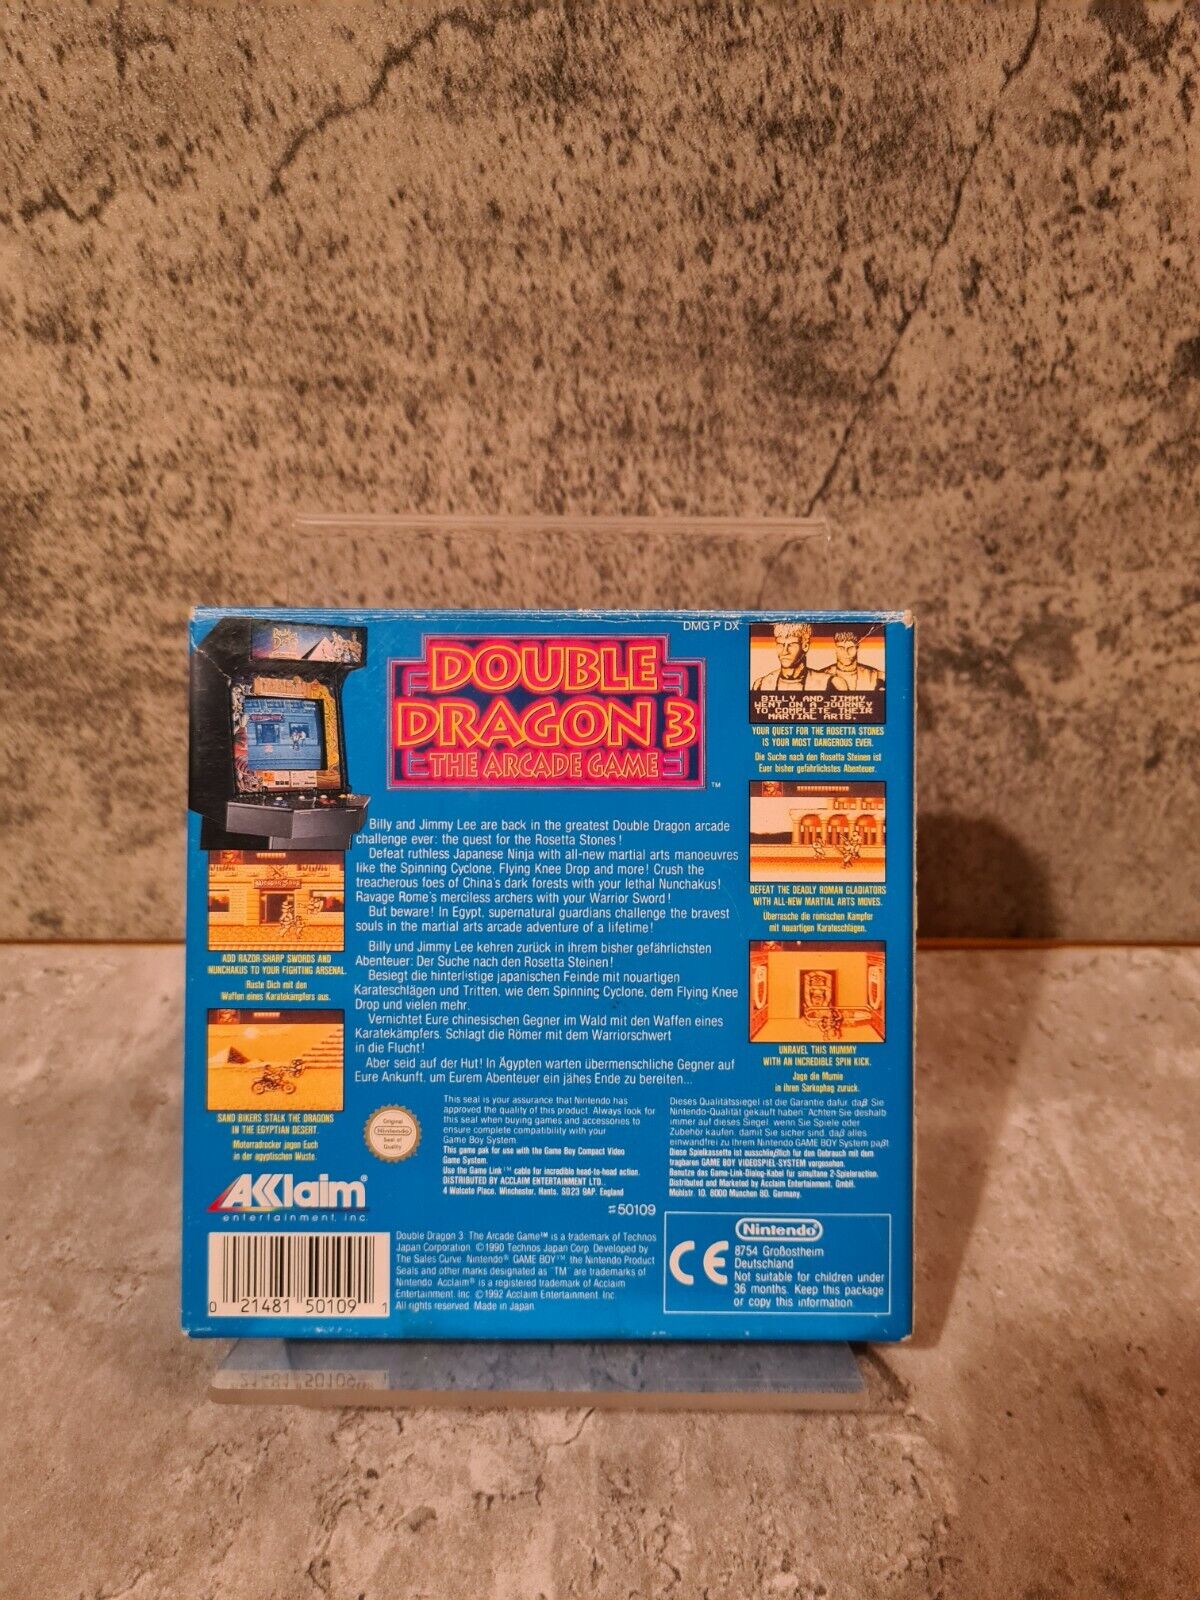 DMG P DX
DOUBLE
DRAGON 3
THE ARCADE GAME
™
Billy and Jimmy Lee are back in the greatest Double Dragon arcade
challenge ever: the quest for the Rosetta Stones!
Defeat ruthless Japanese Ninja with all-new martial arts manoeuvres
like the Spinning Cyclone, Flying Knee Drop and more! Crush the
treacherous foes of China's dark forests with your lethal Nunchakus!
Ravage Rome's merciless archers with your Warrior Sword!
But beware! In Egypt, supernatural guardians challenge the bravest
souls in the martial arts arcade adventure of a lifetime!
Billy und Jimmy Lee kehren zurück in ihrem bisher gefährlichsten
Abenteuer: Der Suche nach den Rosetta Steinen!
Besiegt die hinterlistige japanischen Feinde mit nouartigen
Karateschlägen und Tritten, wie dem Spinning Cyclone, dem Flying Knee
Drop und vielen mehr.
Vernichtet Eure chinesischen Gegner im Wald mit den Waffen eines
Karatekämpfers. Schlagt die Römer mit dem Warriorschwert
in die Flucht!
Aber seid auf der Hut! In Ägypten warten übermenschliche Gegner auf
Eure Ankunft, um Eurem Abenteuer ein jähes Ende zu bereiten...
ADD RAZOR-SHARP SWORDS AND
NUNCHAKUS TO YOUR FIGHTING ARSENAL.
Rüste Dich mit den
Waffen eines Karatekämpfers aus.
SAND BIKERS STALK THE DRAGONS
IN THE EGYPTIAN DESERT.
Motorradrocker jagen Euch
in der ägyptischen Wüste.
BILLY AND JIMMY
WENT ON A JOURNEY
TO COMPLETE THEIR
MARTIAL ARTS.
YOUR QUEST FOR THE ROSETTA STONES
IS YOUR MOST DANGEROUS EVER.
Die Suche nach den Rosetta Steinen ist
Euer bisher gefährlichstes Abenteuer.
DEFEAT THE DEADLY ROMAN GLADIATORS
WITH ALL-NEW MARTIAL ARTS MOVES.
Überrasche die römischen Kämpfer
mit neuartigen Karateschlägen.
UNRAVEL THIS MUMMY
WITH AN INCREDIBLE SPIN KICK.
Jage die Mumie
in ihren Sarkophag zurück.
Original
Nintendo
Seal of
Quality
This seal is your assurance that Nintendo has
approved the quality of this product. Always look for
this seal when buying games and accessories to
ensure complete compatibility with your
Game Boy System.
This game pak for use with the Game Boy Compact Video
Game System.
Use the Game Link™ cable for incredible head-to-head action.
DISTRIBUTED BY ACCLAIM ENTERTAINMENT LTD.,
4 Walcote Place, Winchester, Hants. SO23 9AP. England
#50109
Dieses Qualitätssiegel ist die Garantie dafür, daß Sie
Nintendo-Qualität gekauft haben. Achten Sie deshalb
immer auf dieses Siegel, wenn Sie Spiele oder
Zubehör kaufen, damit Sie sicher sind, daß alles
einwandfrei zu Ihrem Nintendo GAME BOY System paßt.
Diese Spielkassette ist ausschließlich für den Gebrauch mit dem
tragbaren GAME BOY VIDEOSPIEL-SYSTEM vorgesehen.
Benutze das Game-Link-Dialog-Kabel für simultane 2-Spieleraction.
Distributed and Marketed by Acclaim Entertainment, GmbH.
Mühlstr. 10, 8000 München 80, Germany.
AKKlaim®
entertainment, inc.
0 21481 50109 1
Double Dragon 3: The Arcade Game™ is a trademark of Technos
Japan Corporation. ©1990 Technos Japan Corp. Developed by
The Sales Curve. Nintendo® GAME BOY™, the Nintendo Product
Seals and other marks designated as "TM" are trademarks of
Nintendo. Acclaim® is a registered trademark of Acclaim
Entertainment, Inc. ©1992 Acclaim Entertainment, Inc.
All rights reserved. Made in Japan.
CE
Nintendo®
8754 Großostheim
Deutschland
Not suitable for children under
36 months. Keep this package
or copy this information.